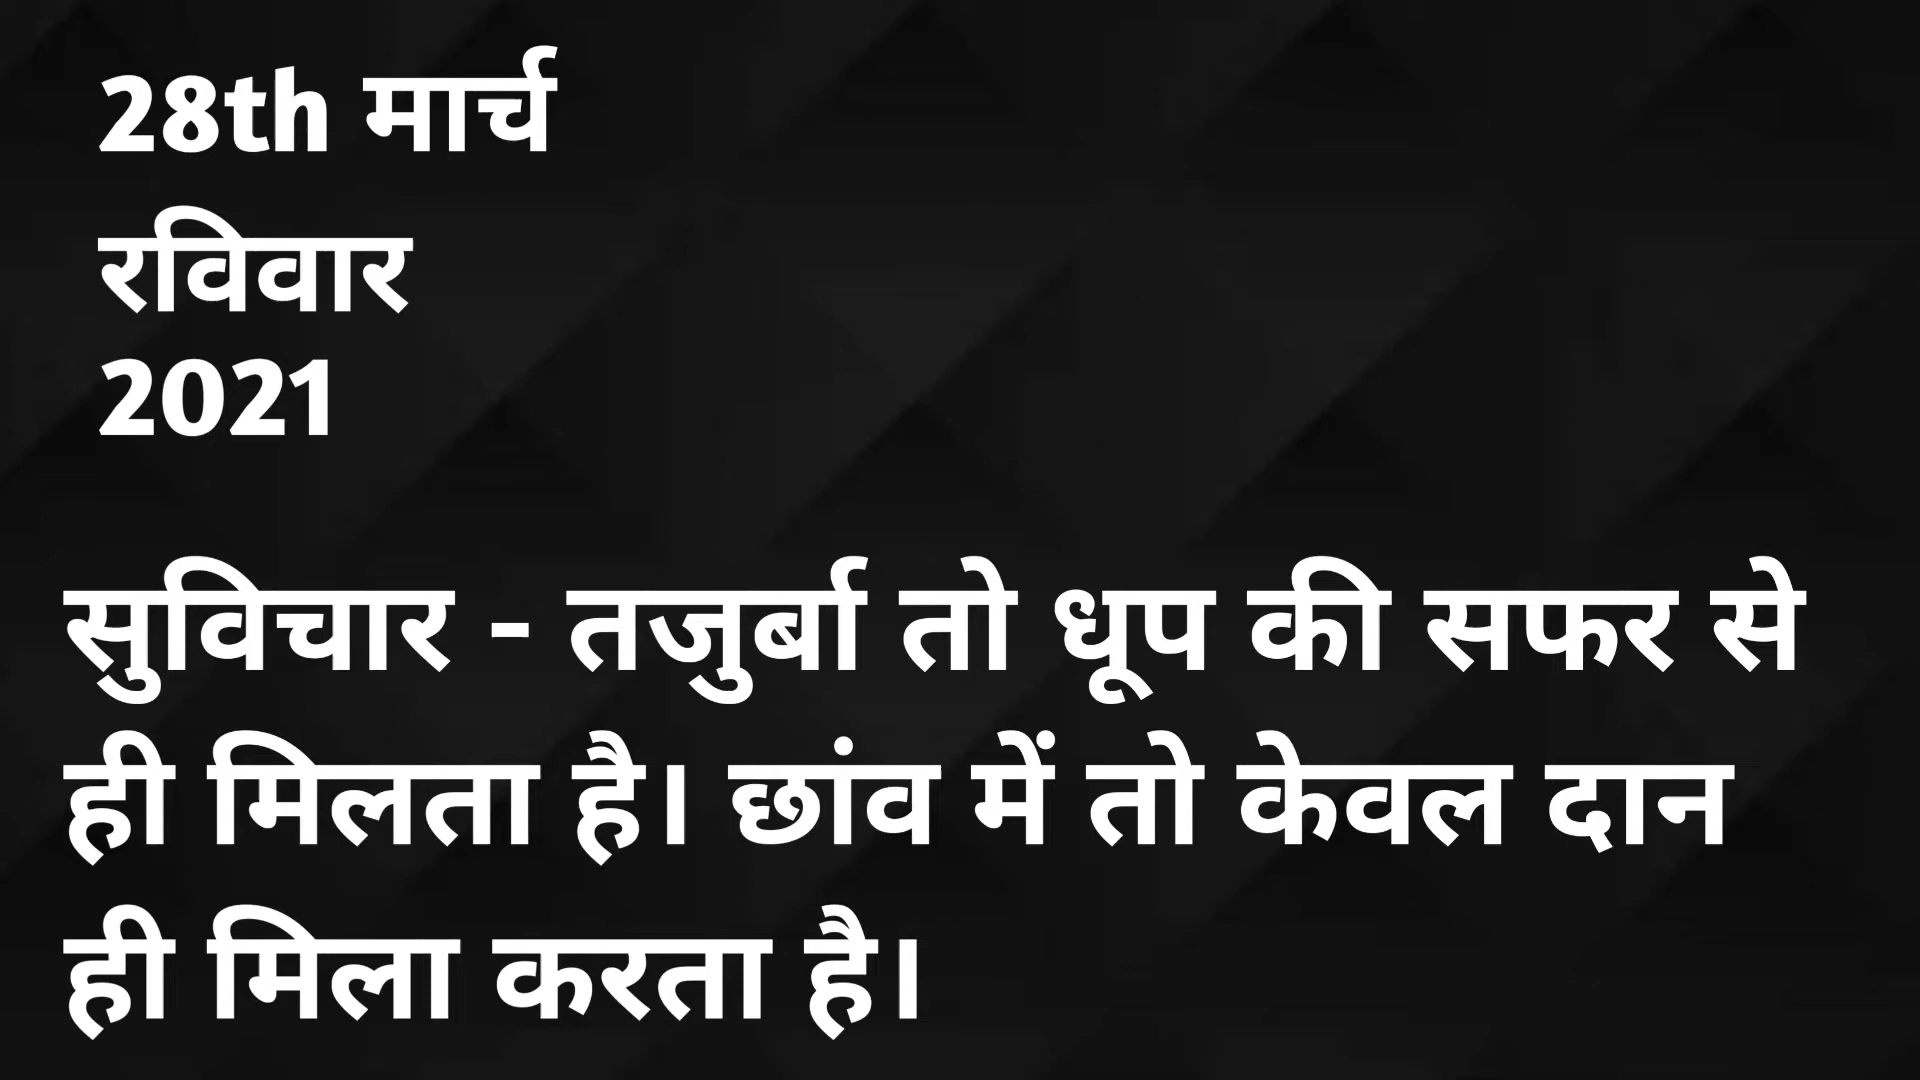 28th मार्च
रविवार
2021
सुविचार - तजुर्बा तो धूप की सफर से
ही मिलता है। छांव में तो केवल दान
ही मिला करता है।